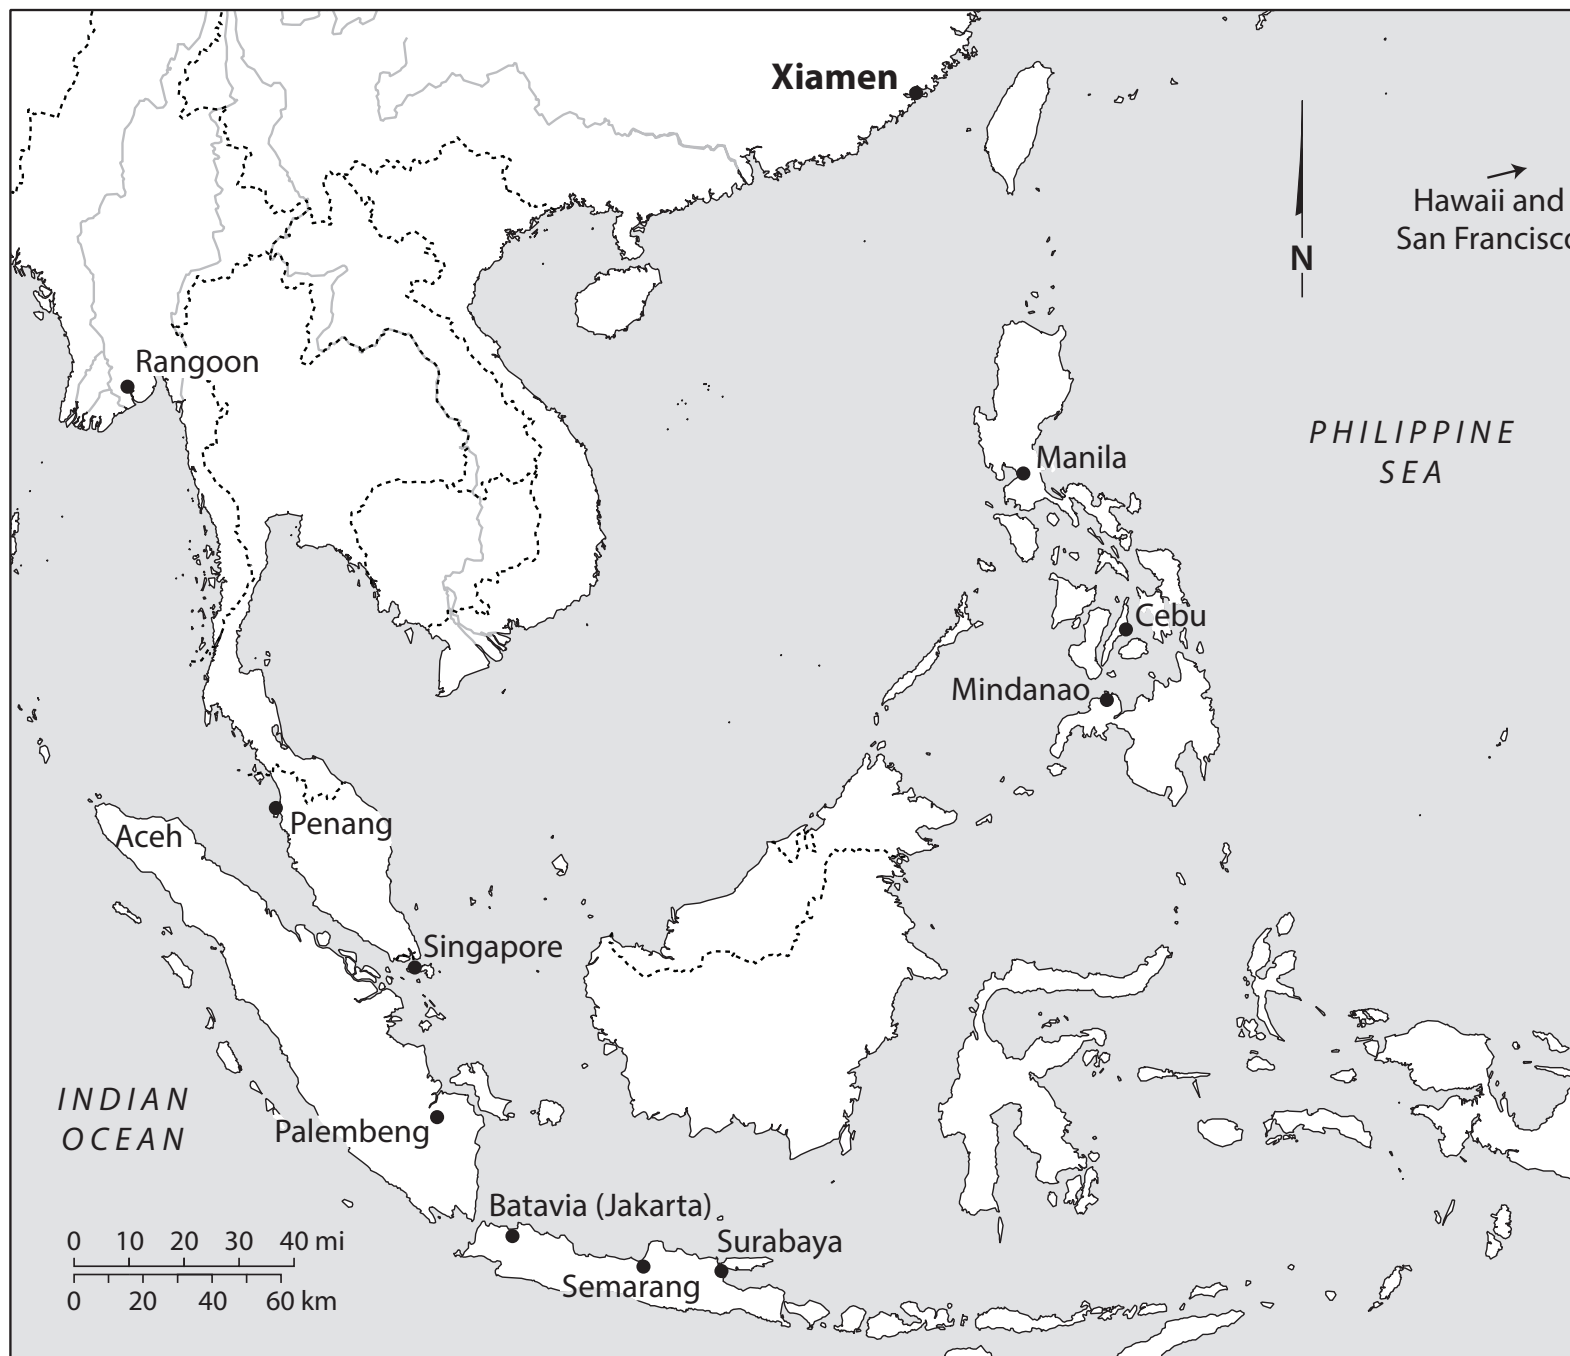 Xiamen
Hawaii and
San Francisco
N
Rangoon
PHILIPPINE
SEA
Manila
Cebu
Mindanao
Penang
Aceh
Singapore
INDIAN
OCEAN
Palembeng
Batavia (Jakarta)
Surabaya
Semarang
0 10 20 30 40 mi
0 20 40 60 km